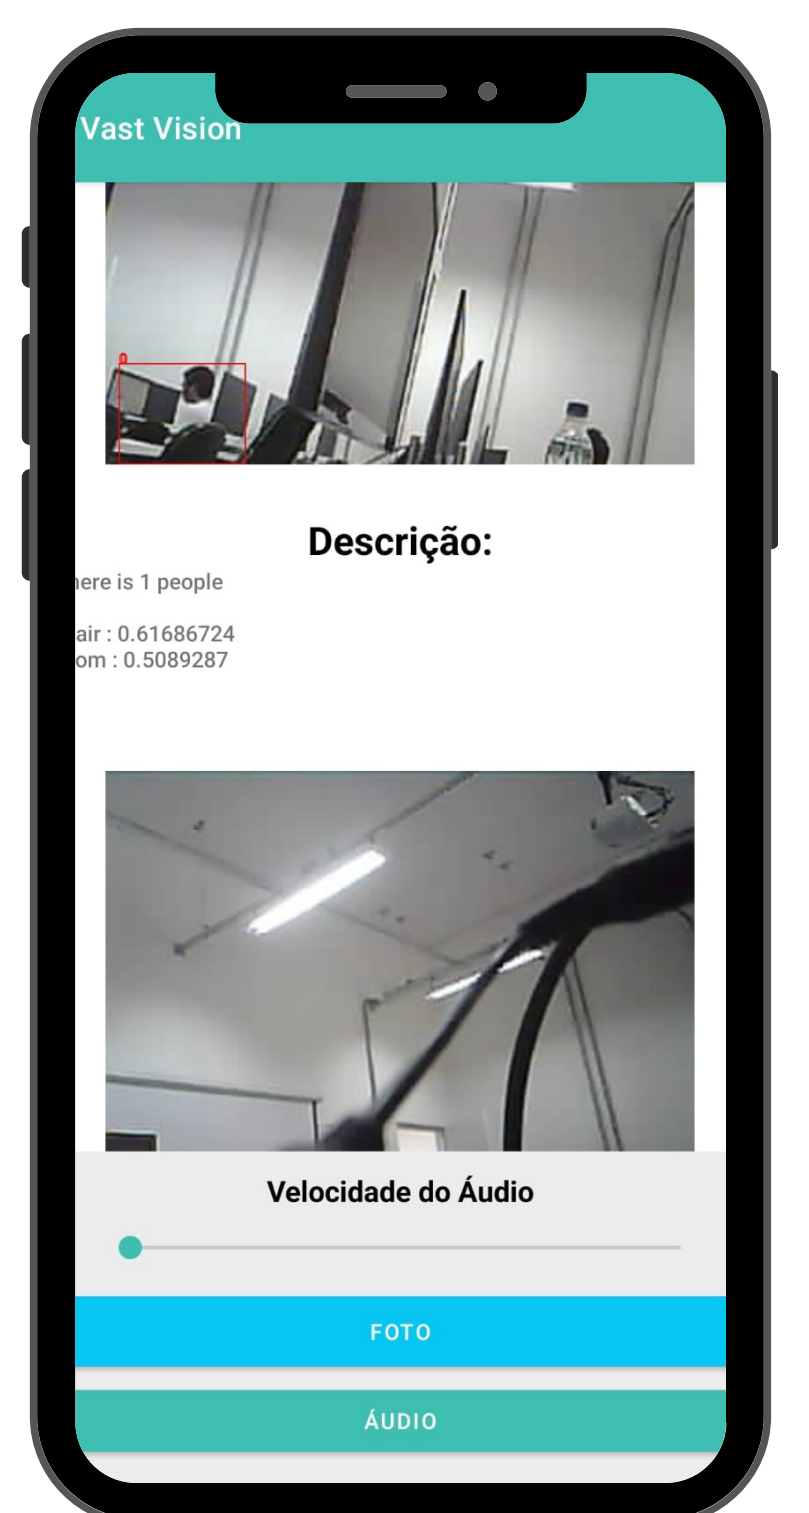 Vast Vision
0
Descrição:
here is 1 people
air : 0.61686724
om : 0.5089287
Velocidade do Áudio
FOTO
ÁUDIO